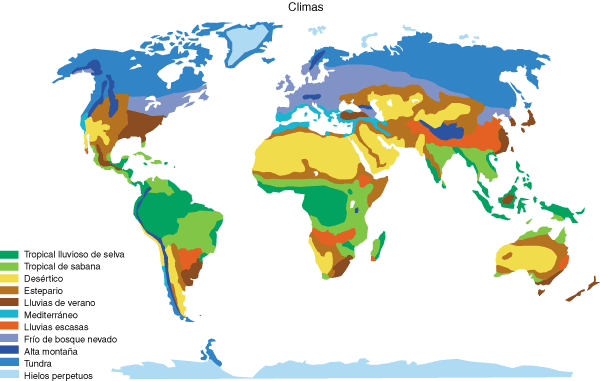 Climas
Tropical lluvioso de selva
Tropical de sabana
Desértico
Estepario
Lluvias de verano
Mediterráneo
Lluvias escasas
Frío de bosque nevado
Alta montaña
Tundra
Hielos perpetuos